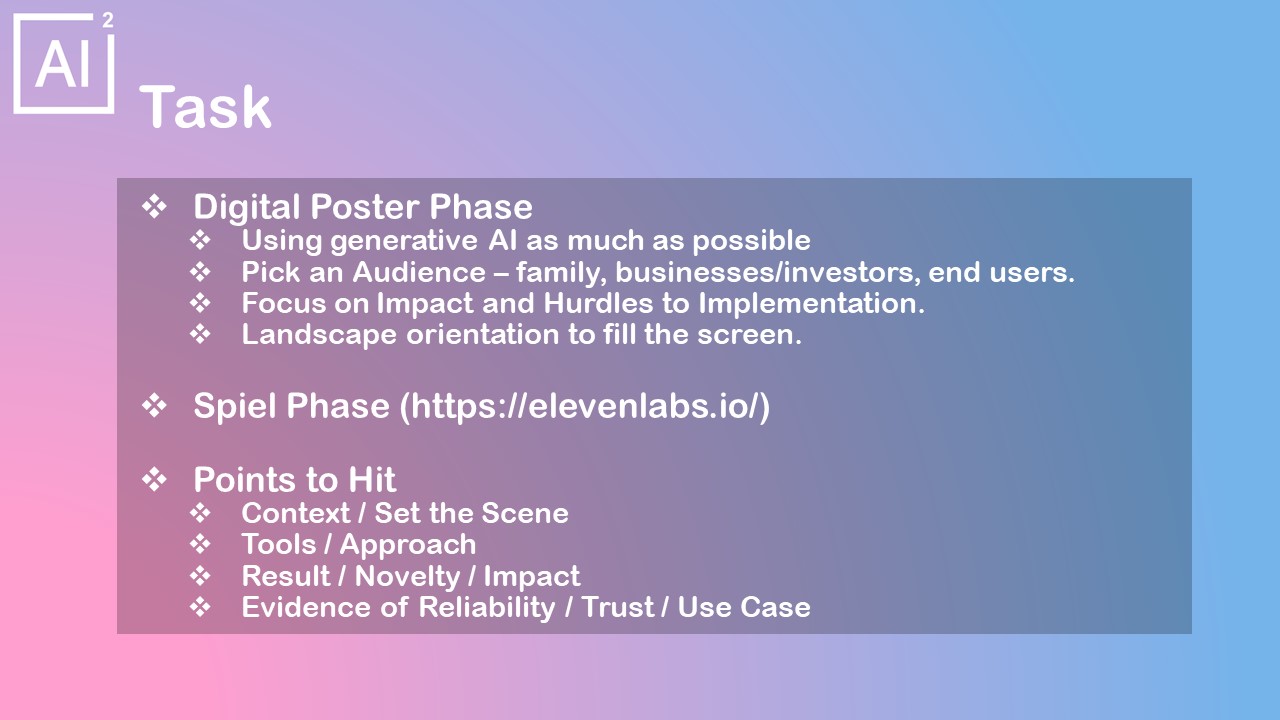 AI 2
Task
❖ Digital Poster Phase
❖ Using generative AI as much as possible
❖ Pick an Audience – family, businesses/investors, end users.
❖ Focus on Impact and Hurdles to Implementation.
❖ Landscape orientation to fill the screen.
❖ Spiel Phase (https://elevenlabs.io/)
❖ Points to Hit
❖ Context / Set the Scene
❖ Tools / Approach
❖ Result / Novelty / Impact
❖ Evidence of Reliability / Trust / Use Case